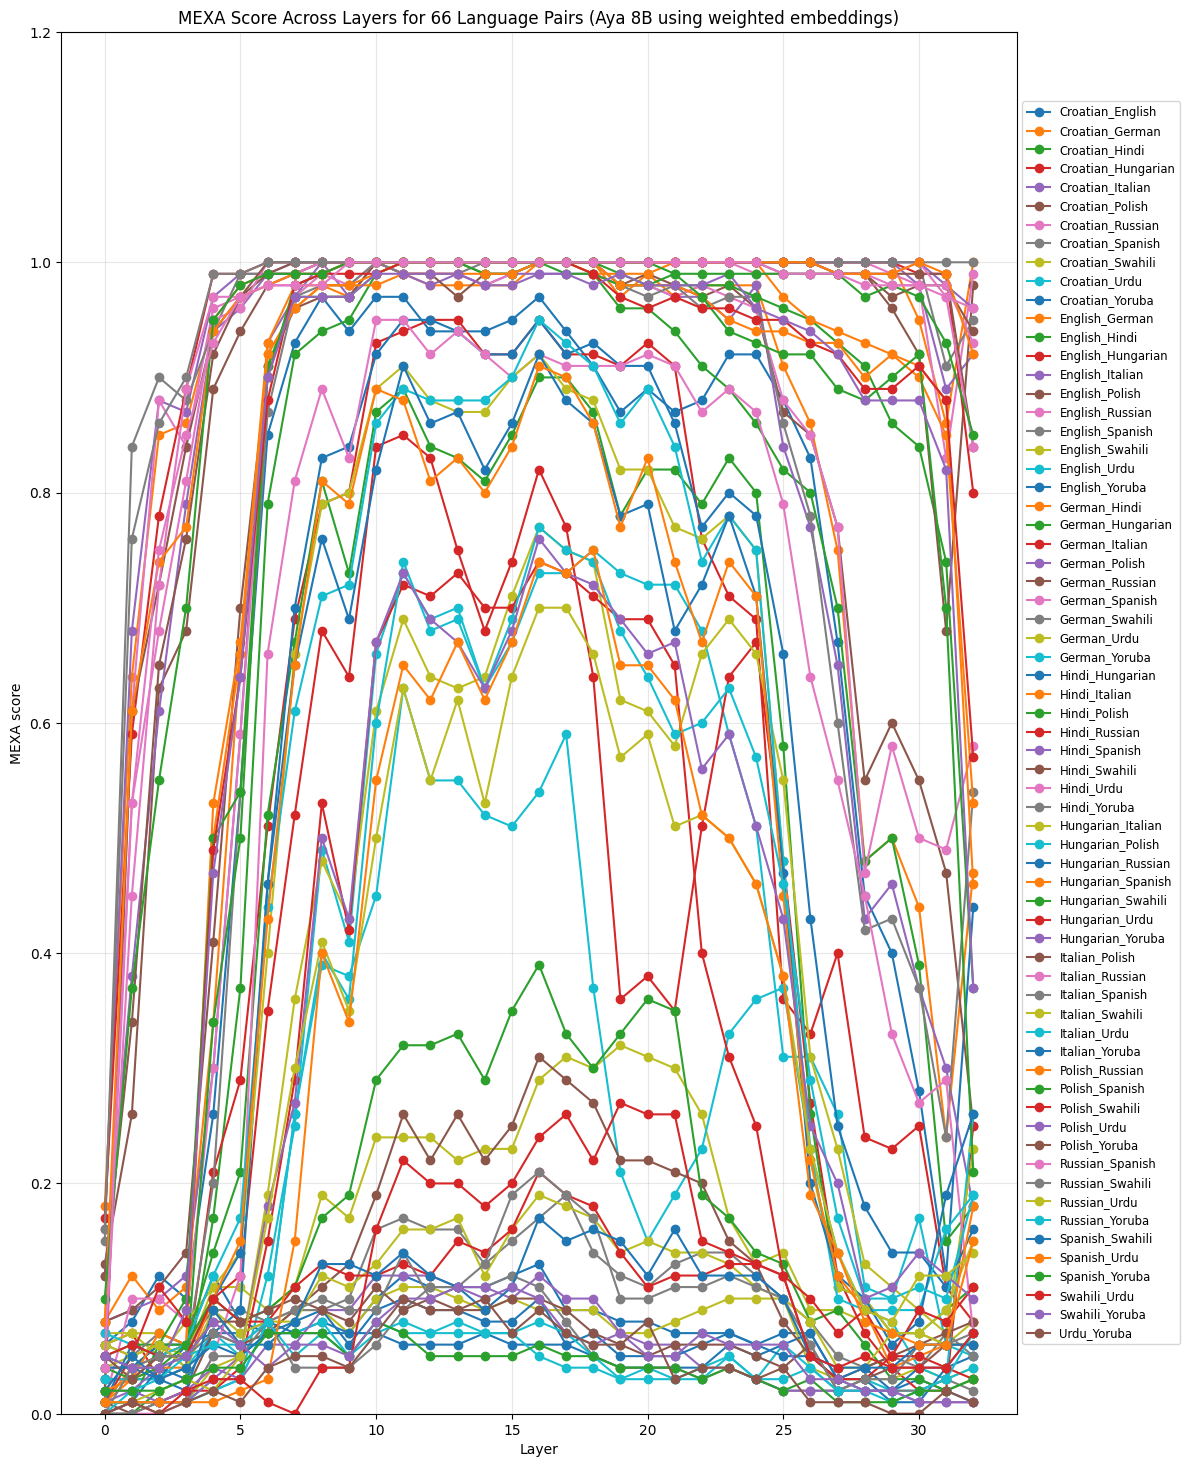 MEXA Score Across Layers for 66 Language Pairs (Aya 8B using weighted embeddings)
1.2
1.0
0.8
0.6
0.4
0.2
0.0
MEXA score
0
5
10
15
20
25
30
Layer
Croatian_English
Croatian_German
Croatian_Hindi
Croatian_Hungarian
Croatian_Italian
Croatian_Polish
Croatian_Russian
Croatian_Spanish
Croatian_Swahili
Croatian_Urdu
Croatian_Yoruba
English_German
English_Hindi
English_Hungarian
English_Italian
English_Polish
English_Russian
English_Spanish
English_Swahili
English_Urdu
English_Yoruba
German_Hindi
German_Hungarian
German_Italian
German_Polish
German_Russian
German_Spanish
German_Swahili
German_Urdu
German_Yoruba
Hindi_Hungarian
Hindi_Italian
Hindi_Polish
Hindi_Russian
Hindi_Spanish
Hindi_Swahili
Hindi_Urdu
Hindi_Yoruba
Hungarian_Italian
Hungarian_Polish
Hungarian_Russian
Hungarian_Spanish
Hungarian_Swahili
Hungarian_Urdu
Hungarian_Yoruba
Italian_Polish
Italian_Russian
Italian_Spanish
Italian_Swahili
Italian_Urdu
Italian_Yoruba
Polish_Russian
Polish_Spanish
Polish_Swahili
Polish_Urdu
Polish_Yoruba
Russian_Spanish
Russian_Swahili
Russian_Urdu
Russian_Yoruba
Spanish_Swahili
Spanish_Urdu
Spanish_Yoruba
Swahili_Urdu
Swahili_Yoruba
Urdu_Yoruba